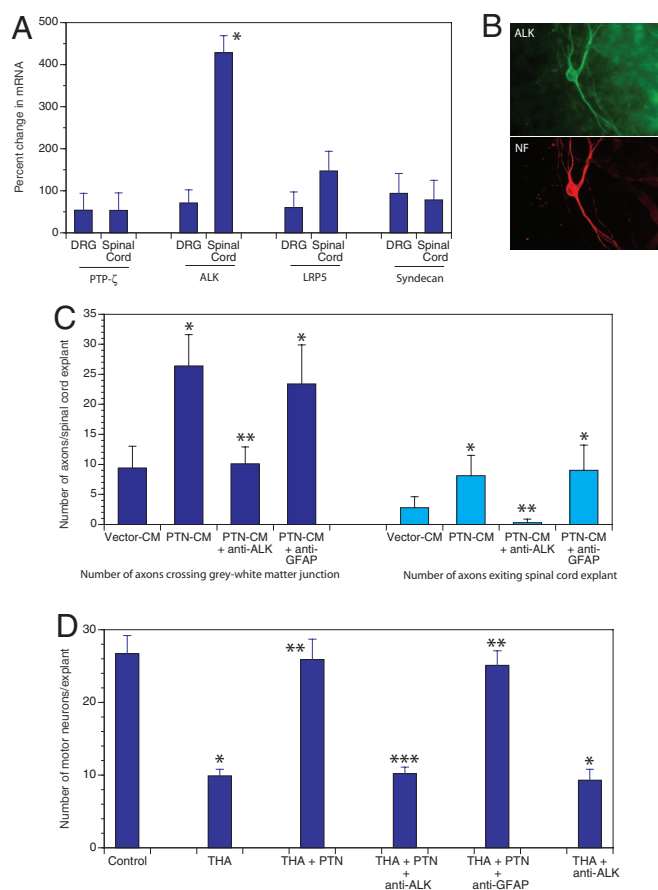 A
Percent change in mRNA
500
400
300
200
100
0
*
DRG Spinal Cord DRG Spinal Cord DRG Spinal Cord DRG Spinal Cord
PTP-ζ ALK LRP5 Syndecan
B
ALK
NF
C
Number of axons/spinal cord explant
35
30
25
20
15
10
5
0
* ** * * ** *
Vector-CM PTN-CM PTN-CM + anti-ALK PTN-CM + anti-GFAP Vector-CM PTN-CM PTN-CM + anti-ALK PTN-CM + anti-GFAP
Number of axons crossing grey-white matter junction
Number of axons exiting spinal cord explant
D
Number of motor neurons/explant
30
20
10
0
* ** *** ** *
Control THA THA + PTN THA + PTN + anti-ALK THA + PTN + anti-GFAP THA + anti-ALK